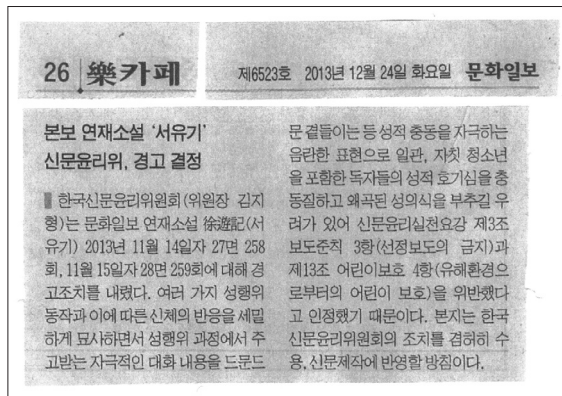 26 樂카페
제6523호 2013년 12월 24일 화요일 문화일보
본보 연재소설 ‘서유기’
신문윤리위, 경고 결정
한국신문윤리위원회(위원장 김지
형)는 문화일보 연재소설 徐遊記(서
유기) 2013년 11월 14일자 27면 258
회, 11월 15일자 28면 259회에 대해 경
고조치를 내렸다. 여러 가지 성행위
동작과 이에 따른 신체의 반응을 세밀
하게 묘사하면서 성행위 과정에서 주
고받는 자극적인 대화 내용을 드문드
문 곁들이는 등 성적 충동을 자극하는
음란한 표현으로 일관, 자칫 청소년
을 포함한 독자들의 성적 호기심을 충
동질하고 왜곡된 성의식을 부추길 우
려가 있어 신문윤리실천요강 제3조
보도준칙 3항(선정보도의 금지)과
제13조 어린이보호 4항(유해환경으
로부터의 어린이 보호)을 위반했다
고 인정했기 때문이다. 본지는 한국
신문윤리위원회의 조치를 겸허히 수
용, 신문제작에 반영할 방침이다.